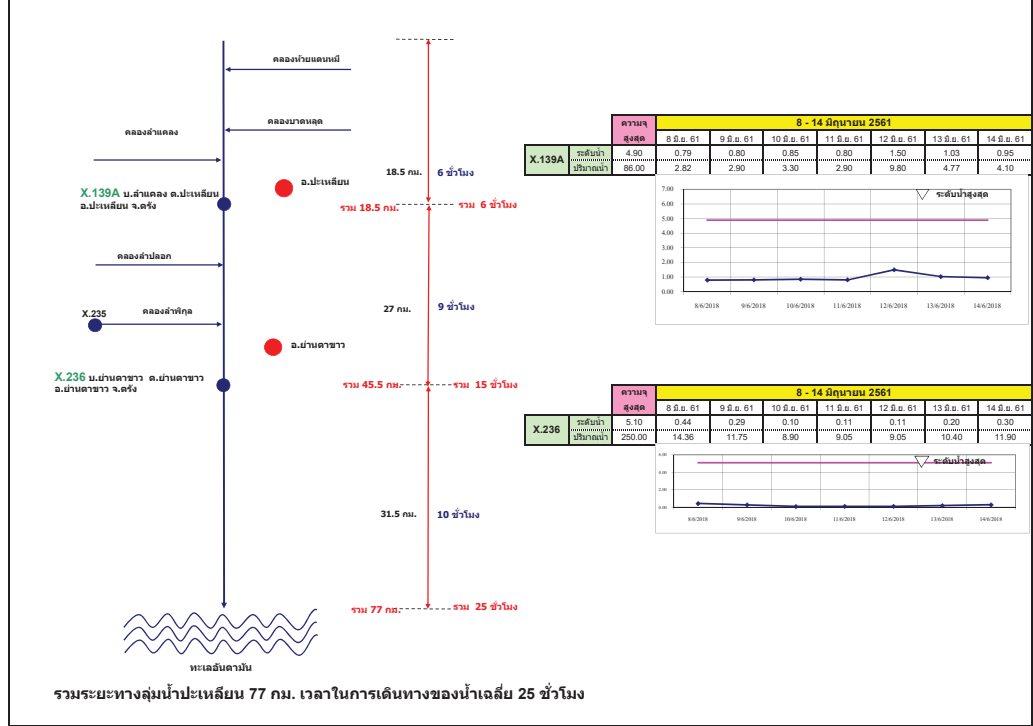 คลองห้วยแดนหมี
คลองบาดหลุด
คลองลำแคลง
18.5 กม. 6 ชั่วโมง
อ.ปะเหลียน
X.139A บ.ลำแคลง ต.ปะเหลียน
อ.ปะเหลียน จ.ตรัง
รวม 18.5 กม. รวม 6 ชั่วโมง
คลองลำปลอก
X.235 คลองลำพิกุล
27 กม. 9 ชั่วโมง
อ.ย่านตาขาว
X.236 บ.ย่านตาขาว ต.ย่านตาขาว
อ.ย่านตาขาว จ.ตรัง
รวม 45.5 กม. รวม 15 ชั่วโมง
31.5 กม. 10 ชั่วโมง
รวม 77 กม. รวม 25 ชั่วโมง
ทะเลอันดามัน
ความจุ 8 - 14 มิถุนายน 2561
สูงสุด 8 มิ.ย. 61 9 มิ.ย. 61 10 มิ.ย. 61 11 มิ.ย. 61 12 มิ.ย. 61 13 มิ.ย. 61 14 มิ.ย. 61
X.139A ระดับน้ำ 4.90 0.79 0.80 0.85 0.80 1.50 1.03 0.95
ปริมาณน้ำ 86.00 2.82 2.90 3.30 2.90 9.80 4.77 4.10
ระดับน้ำสูงสุด
7.00
6.00
5.00
4.00
3.00
2.00
1.00
0.00
8/6/2018 9/6/2018 10/6/2018 11/6/2018 12/6/2018 13/6/2018 14/6/2018
ความจุ 8 - 14 มิถุนายน 2561
สูงสุด 8 มิ.ย. 61 9 มิ.ย. 61 10 มิ.ย. 61 11 มิ.ย. 61 12 มิ.ย. 61 13 มิ.ย. 61 14 มิ.ย. 61
X.236 ระดับน้ำ 5.10 0.44 0.29 0.10 0.11 0.11 0.20 0.30
ปริมาณน้ำ 250.00 14.36 11.75 8.90 9.05 9.05 10.40 11.90
ระดับน้ำสูงสุด
6.00
4.00
2.00
0.00
8/6/2018 9/6/2018 10/6/2018 11/6/2018 12/6/2018 13/6/2018 14/6/2018
รวมระยะทางลุ่มน้ำปะเหลียน 77 กม. เวลาในการเดินทางของน้ำเฉลี่ย 25 ชั่วโมง